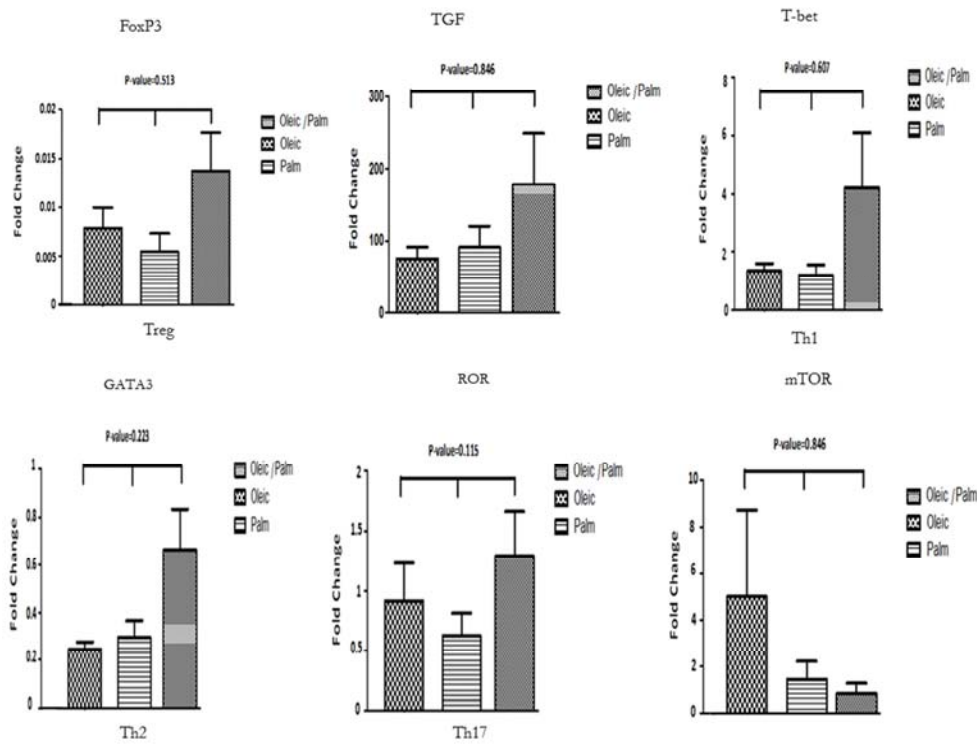 FoxP3
P-value=0.513
Fold Change
0.02
0.015
0.01
0.005
0
Oleic /Palm
Oleic
Palm
Treg
TGF
P-value=0.846
Fold Change
300
200
100
0
Oleic /Palm
Oleic
Palm
T-bet
P-value=0.607
Fold Change
8
6
4
2
0
Oleic /Palm
Oleic
Palm
Th1
GATA3
P-value=0.223
Fold Change
1
0.8
0.6
0.4
0.2
0
Oleic /Palm
Oleic
Palm
Th2
ROR
P-value=0.115
Fold Change
2
1.5
1
0.5
0
Oleic /Palm
Oleic
Palm
Th17
mTOR
P-value=0.846
Fold Change
10
8
6
4
2
0
Oleic /Palm
Oleic
Palm